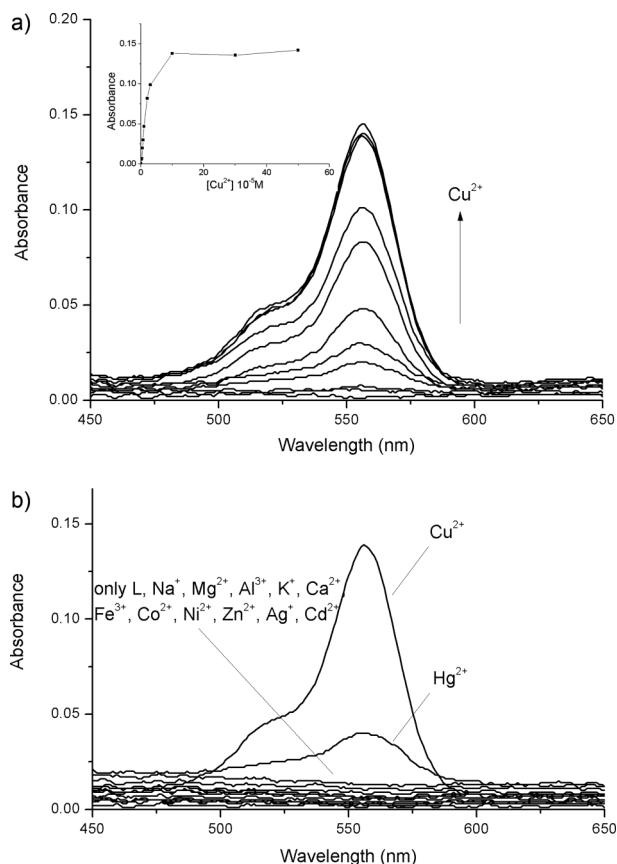 a)
0.20
0.15
0.10
0.05
0.00
Absorbance
450 500 550 600 650
Wavelength (nm)
0.15
0.10
0.05
0.00
Absorbance
0 20 40 60
[Cu²⁺] 10⁻⁵M
Cu²⁺
b)
0.15
0.10
0.05
0.00
Absorbance
450 500 550 600 650
Wavelength (nm)
Cu²⁺
only L, Na⁺, Mg²⁺, Al³⁺, K⁺, Ca²⁺,
Fe³⁺, Co²⁺, Ni²⁺, Zn²⁺, Ag⁺, Cd²⁺
Hg²⁺